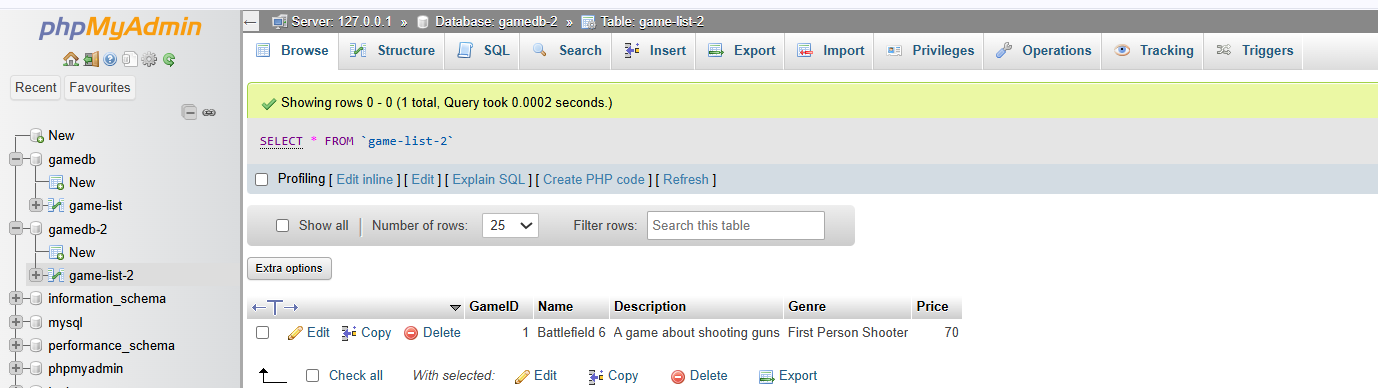 phpMyAdmin
Recent Favourites
New
gamedb
New
game-list
gamedb-2
New
game-list-2
information_schema
mysql
performance_schema
phpmyadmin
Server: 127.0.0.1 » Database: gamedb-2 » Table: game-list-2
Browse Structure SQL Search Insert Export Import Privileges Operations Tracking Triggers
Showing rows 0 - 0 (1 total, Query took 0.0002 seconds.)
SELECT * FROM `game-list-2`
Profiling [ Edit inline ] [ Edit ] [ Explain SQL ] [ Create PHP code ] [ Refresh ]
Show all Number of rows: 25 Filter rows: Search this table
Extra options
GameID Name Description Genre Price
Edit Copy Delete 1 Battlefield 6 A game about shooting guns First Person Shooter 70
Check all With selected: Edit Copy Delete Export